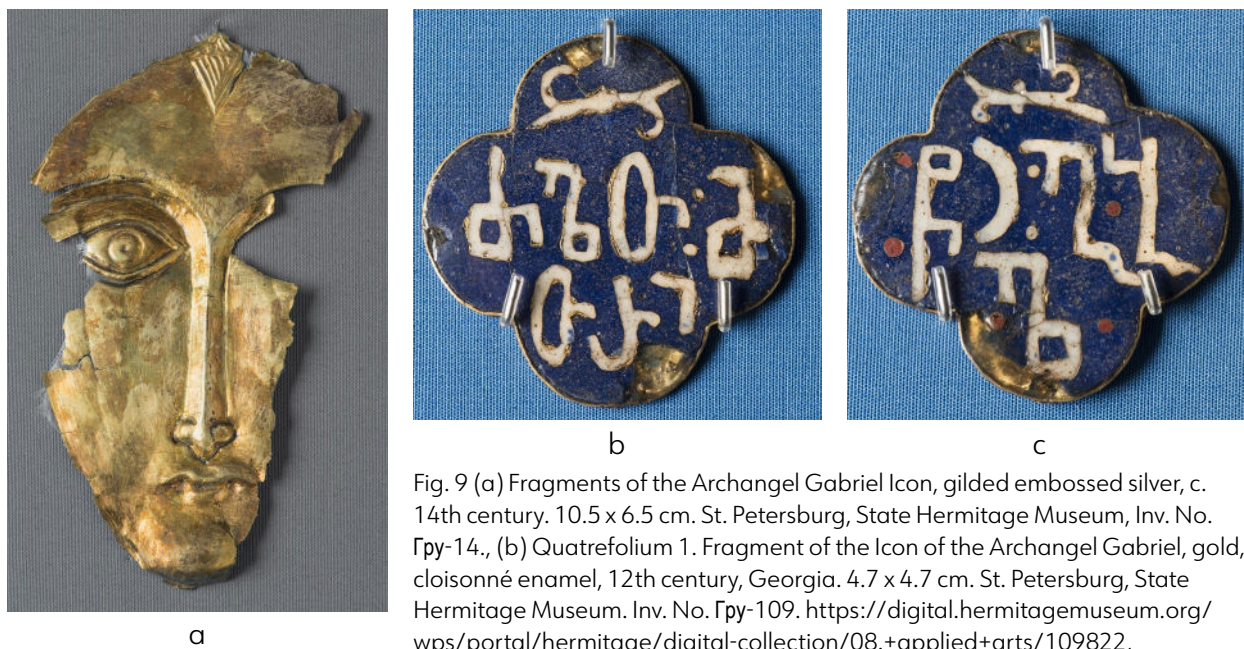 b
c
a
Fig. 9 (a) Fragments of the Archangel Gabriel Icon, gilded embossed silver, c.
14th century. 10.5 x 6.5 cm. St. Petersburg, State Hermitage Museum, Inv. No.
Гру-14., (b) Quatrefolium 1. Fragment of the Icon of the Archangel Gabriel, gold,
cloisonné enamel, 12th century, Georgia. 4.7 x 4.7 cm. St. Petersburg, State
Hermitage Museum. Inv. No. Гру-109. https://digital.hermitagemuseum.org/
wps/portal/hermitage/digital-collection/08.+applied+arts/109822.